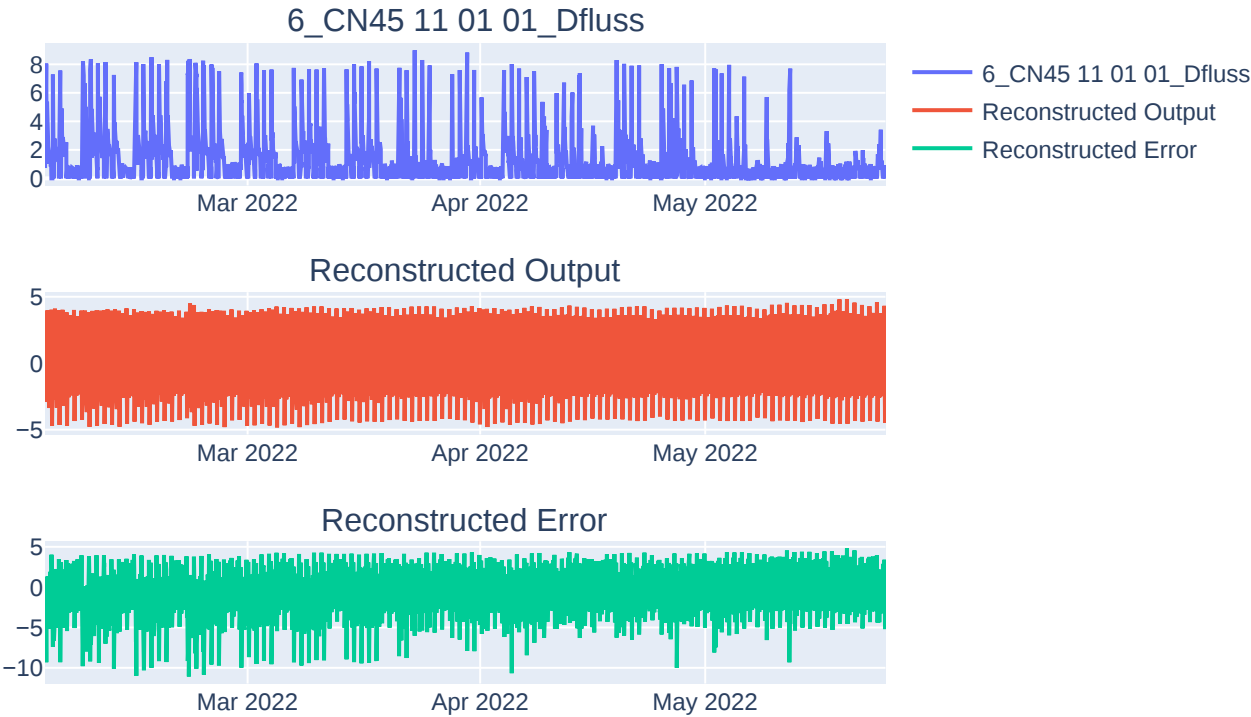 6_CN45 11 01 01_Dfluss
8
6
4
2
0
Mar 2022 Apr 2022 May 2022
6_CN45 11 01 01_Dfluss
Reconstructed Output
Reconstructed Error
Reconstructed Output
5
0
−5
Mar 2022 Apr 2022 May 2022
Reconstructed Error
5
0
−5
−10
Mar 2022 Apr 2022 May 2022